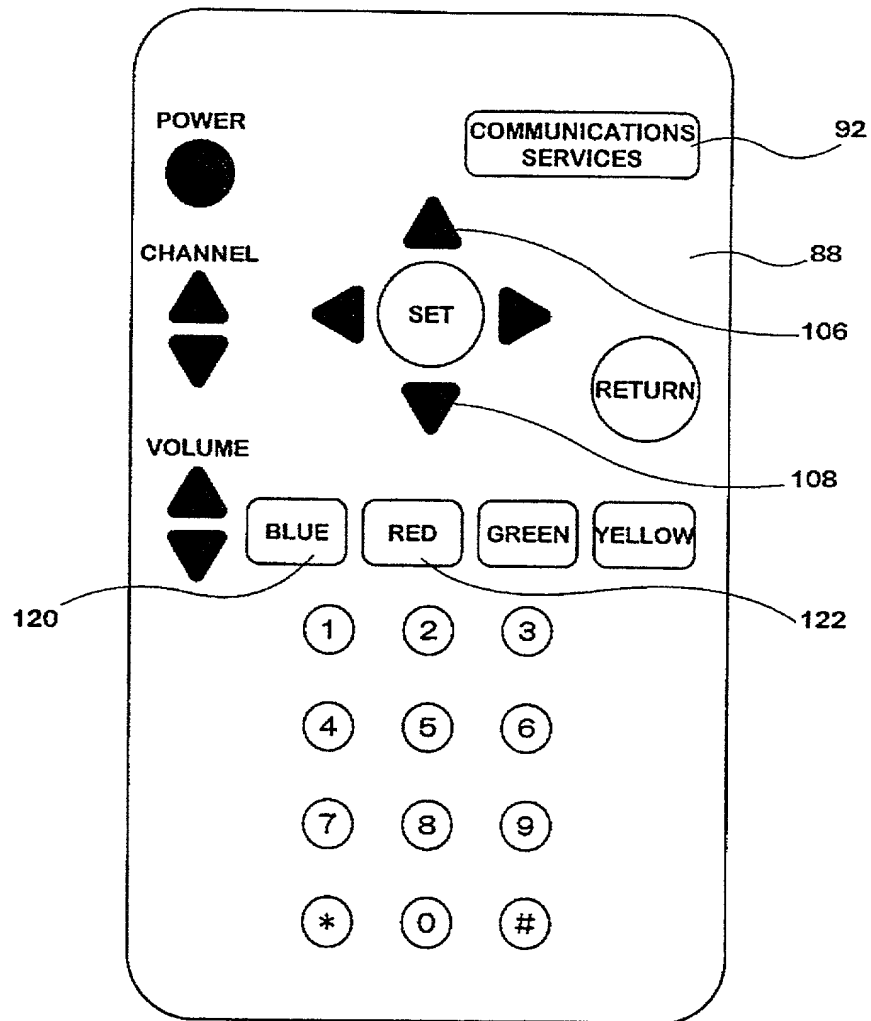 POWER
COMMUNICATIONS
SERVICES
92
CHANNEL
88
SET
106
RETURN
VOLUME
108
BLUE RED GREEN YELLOW
120
122
1 2 3
4 5 6
7 8 9
* 0 #